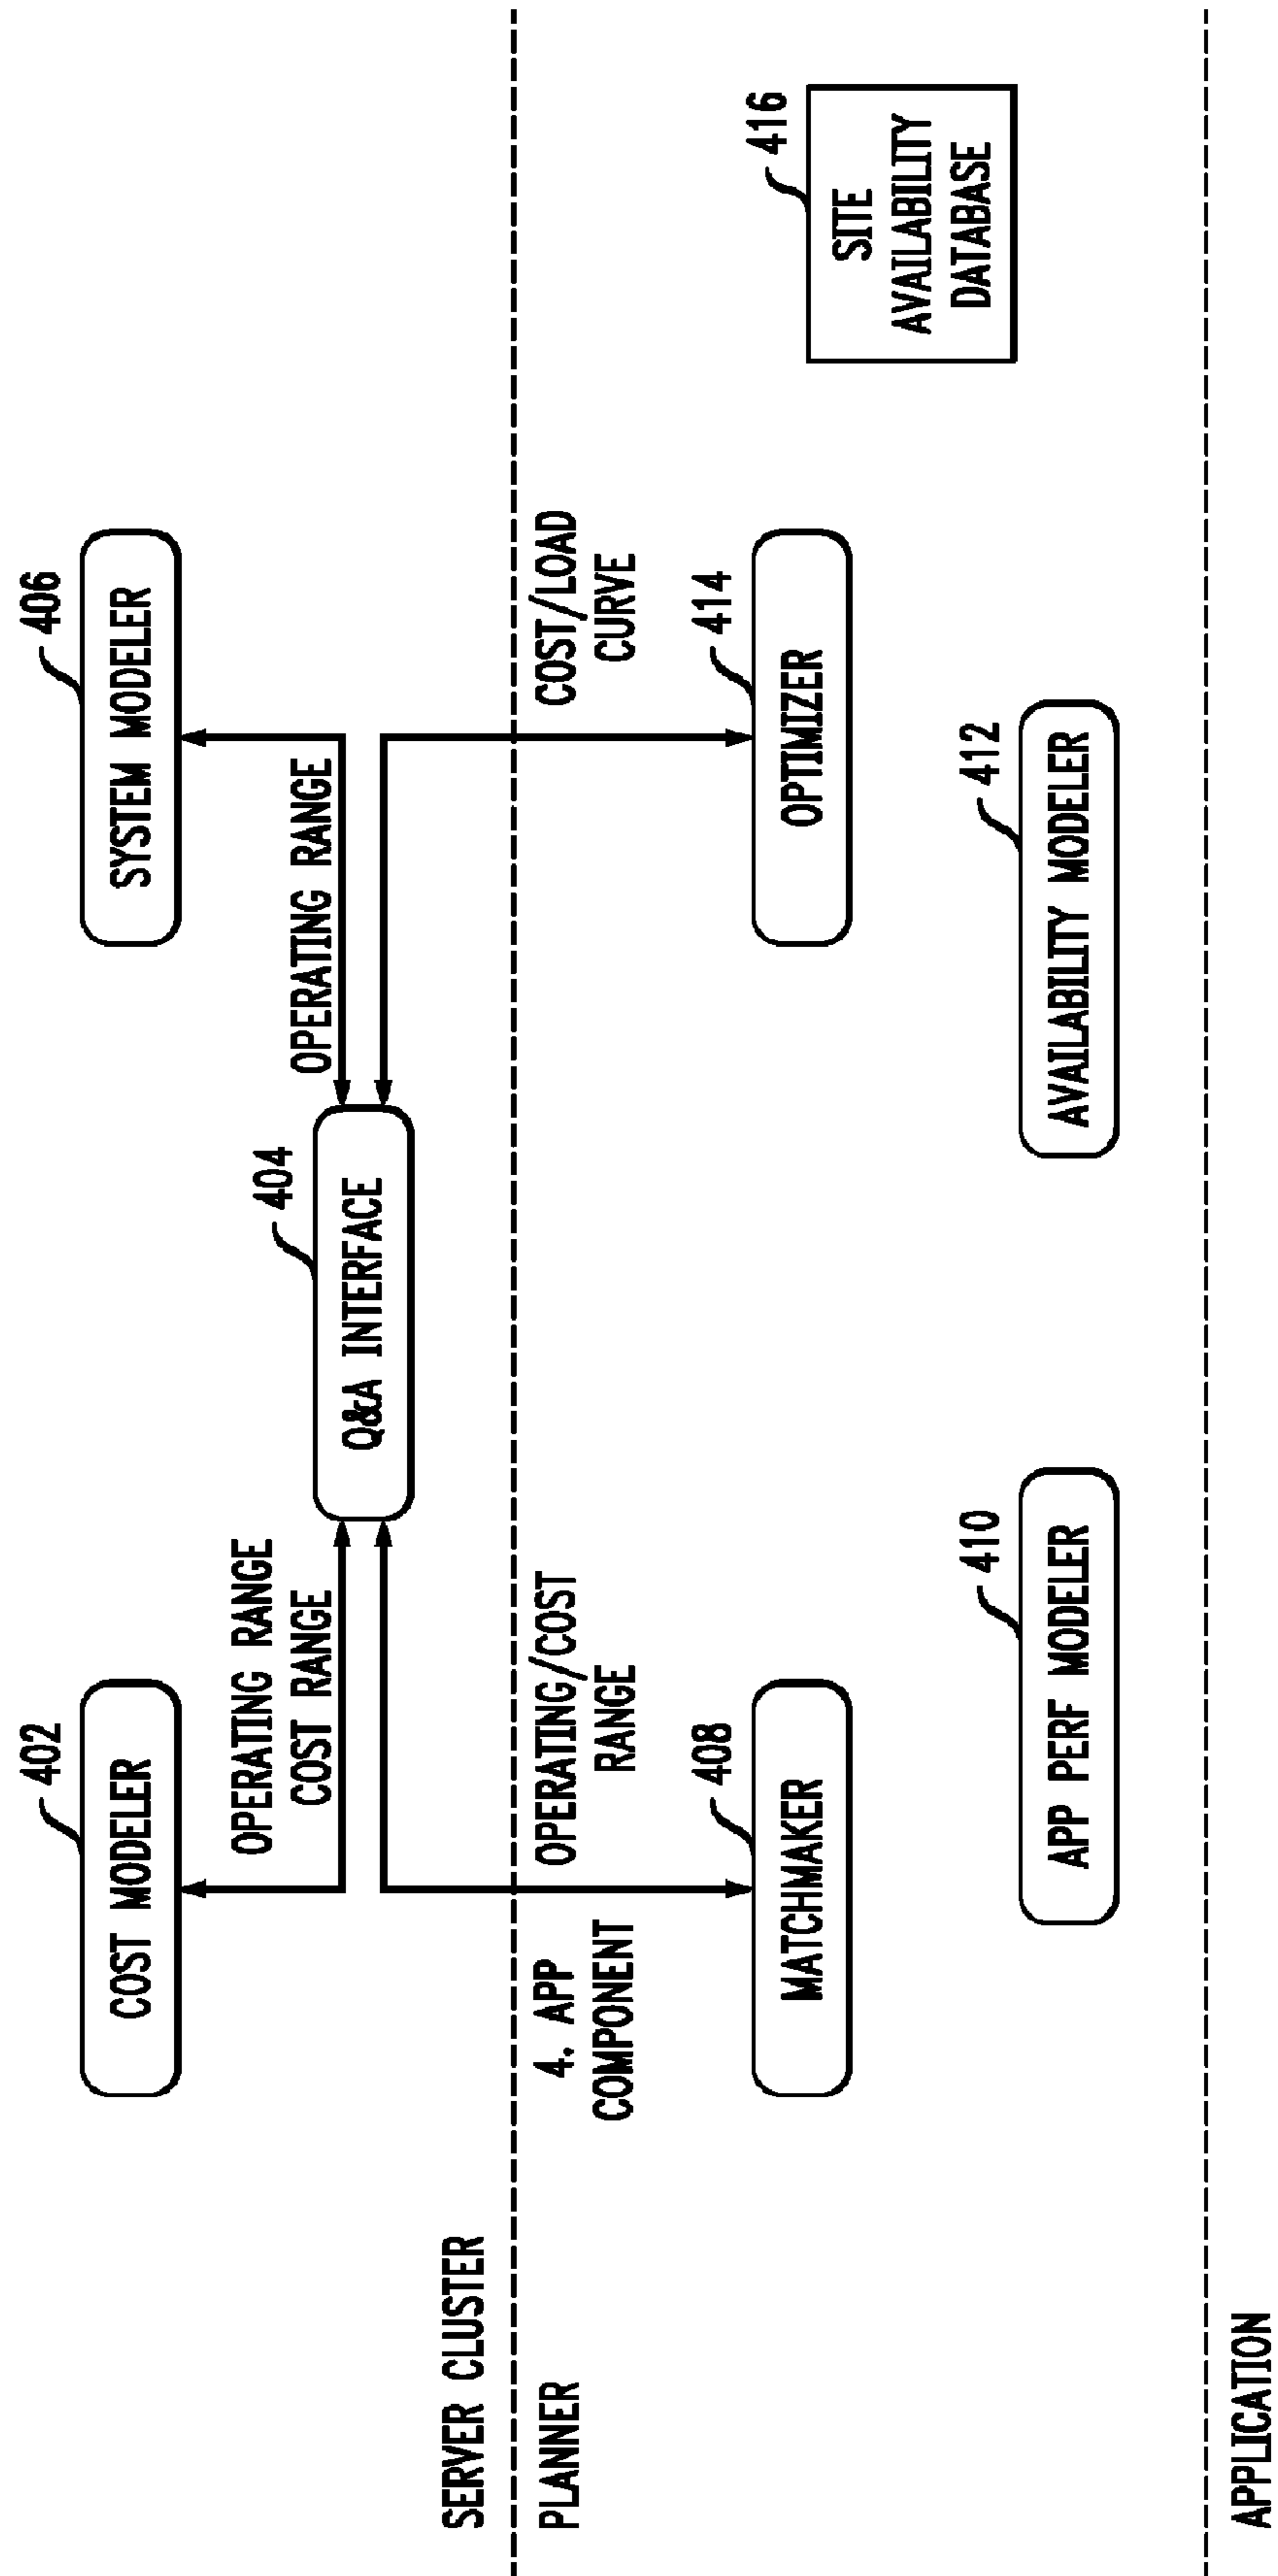 402
COST MODELER
406
SYSTEM MODELER
OPERATING RANGE
COST RANGE
404
Q&A INTERFACE
OPERATING RANGE
SERVER CLUSTER
PLANNER
4. APP
COMPONENT
OPERATING/COST
RANGE
COST/LOAD
CURVE
408
MATCHMAKER
414
OPTIMIZER
416
SITE
AVAILABILITY
DATABASE
410
APP PERF MODELER
412
AVAILABILITY MODELER
APPLICATION